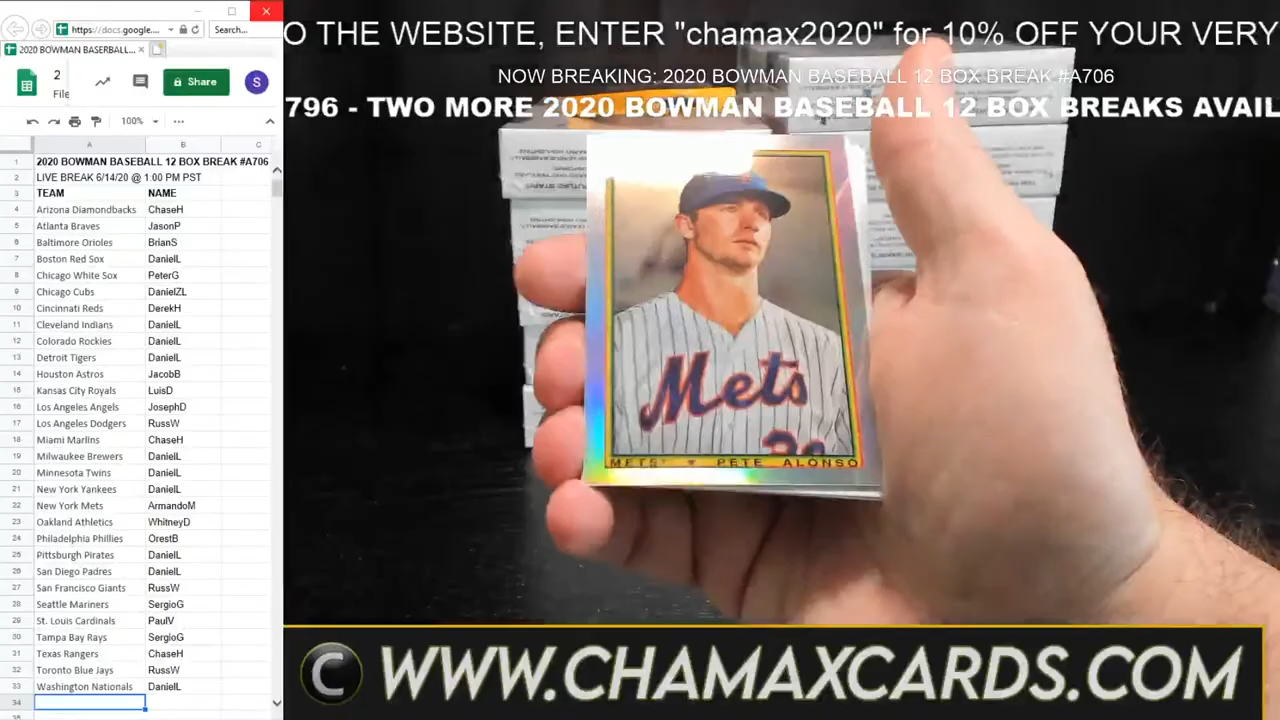 https://docs.google....
Search...
2020 BOWMAN BASEBALL...
2
File
Share
S
100%
A
B
C
1 2020 BOWMAN BASEBALL 12 BOX BREAK #A706
2 LIVE BREAK 6/14/20 @ 1:00 PM PST
3 TEAM NAME
4 Arizona Diamondbacks ChaseH
5 Atlanta Braves JasonP
6 Baltimore Orioles BrianS
7 Boston Red Sox DanielL
8 Chicago White Sox PeterG
9 Chicago Cubs DanielZL
10 Cincinnati Reds DerekH
11 Cleveland Indians DanielL
12 Colorado Rockies DanielL
13 Detroit Tigers DanielL
14 Houston Astros JacobB
15 Kansas City Royals LuisD
16 Los Angeles Angels JosephD
17 Los Angeles Dodgers RussW
18 Miami Marlins ChaseH
19 Milwaukee Brewers DanielL
20 Minnesota Twins DanielL
21 New York Yankees DanielL
22 New York Mets ArmandoM
23 Oakland Athletics WhitneyD
24 Philadelphia Phillies OrestB
25 Pittsburgh Pirates DanielL
26 San Diego Padres DanielL
27 San Francisco Giants RussW
28 Seattle Mariners SergioG
29 St. Louis Cardinals PaulV
30 Tampa Bay Rays SergioG
31 Texas Rangers ChaseH
32 Toronto Blue Jays RussW
33 Washington Nationals DanielL
34
O THE WEBSITE, ENTER "chamax2020" for 10% OFF YOUR VERY
NOW BREAKING: 2020 BOWMAN BASEBALL 12 BOX BREAK #A706
796 - TWO MORE 2020 BOWMAN BASEBALL 12 BOX BREAKS AVAIL
Mets
METS PETE ALONSO
C WWW.CHAMAXCARDS.COM